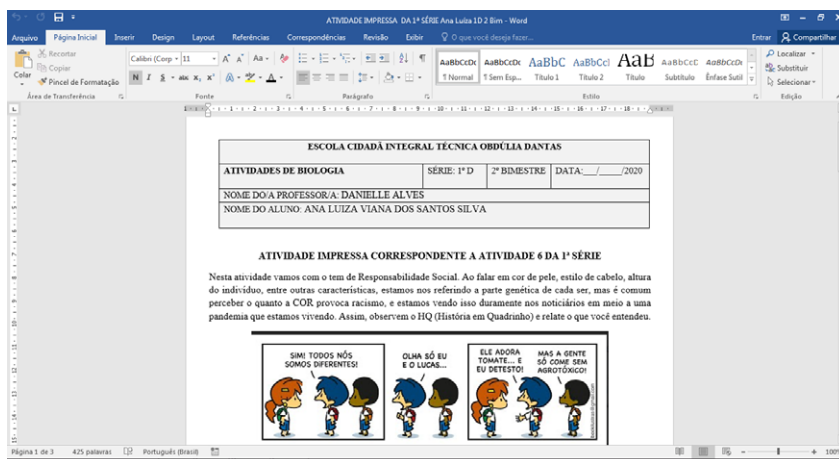 ATIVIDADE IMPRESSA DA 1ª SÉRIE Ana Luiza 1D 2 Bim - Word
Arquivo Página Inicial Inserir Design Layout Referências Correspondências Revisão Exibir O que você deseja fazer... Entrar Compartilhar
Recortar
Copiar
Pincel de Formatação
Colar
Calibri (Corp 11
N I S abc x, x²
AaBbCcDc AaBbCcDc AaBbC AaBbCcI AaB AaBbCcC AaBbCcDı
¶ Normal ¶ Sem Esp... Título 1 Título 2 Título Subtítulo Ênfase Sutil
Localizar
Substituir
Selecionar
Área de Transferência Fonte Parágrafo Estilo Edição
ESCOLA CIDADÃ INTEGRAL TÉCNICA OBDÚLIA DANTAS
ATIVIDADES DE BIOLOGIA SÉRIE: 1ª D 2º BIMESTRE DATA:__/____/2020
NOME DO/A PROFESSOR/A: DANIELLE ALVES
NOME DO ALUNO: ANA LUIZA VIANA DOS SANTOS SILVA
ATIVIDADE IMPRESSA CORRESPONDENTE A ATIVIDADE 6 DA 1ª SÉRIE
Nesta atividade vamos com o tem de Responsabilidade Social. Ao falar em cor de pele, estilo de cabelo, altura
do indivíduo, entre outras características, estamos nos referindo a parte genética de cada ser, mas é comum
perceber o quanto a COR provoca racismo, e estamos vendo isso duramente nos noticiários em meio a uma
pandemia que estamos vivendo. Assim, observem o HQ (História em Quadrinho) e relate o que você entendeu.
SIM! TODOS NÓS
SOMOS DIFERENTES!
OLHA SÓ EU
E O LUCAS...
ELE ADORA
TOMATE... E
EU DETESTO!
MAS A GENTE
SÓ COME SEM
AGROTÓXICO!
Página 1 de 3 425 palavras Português (Brasil)